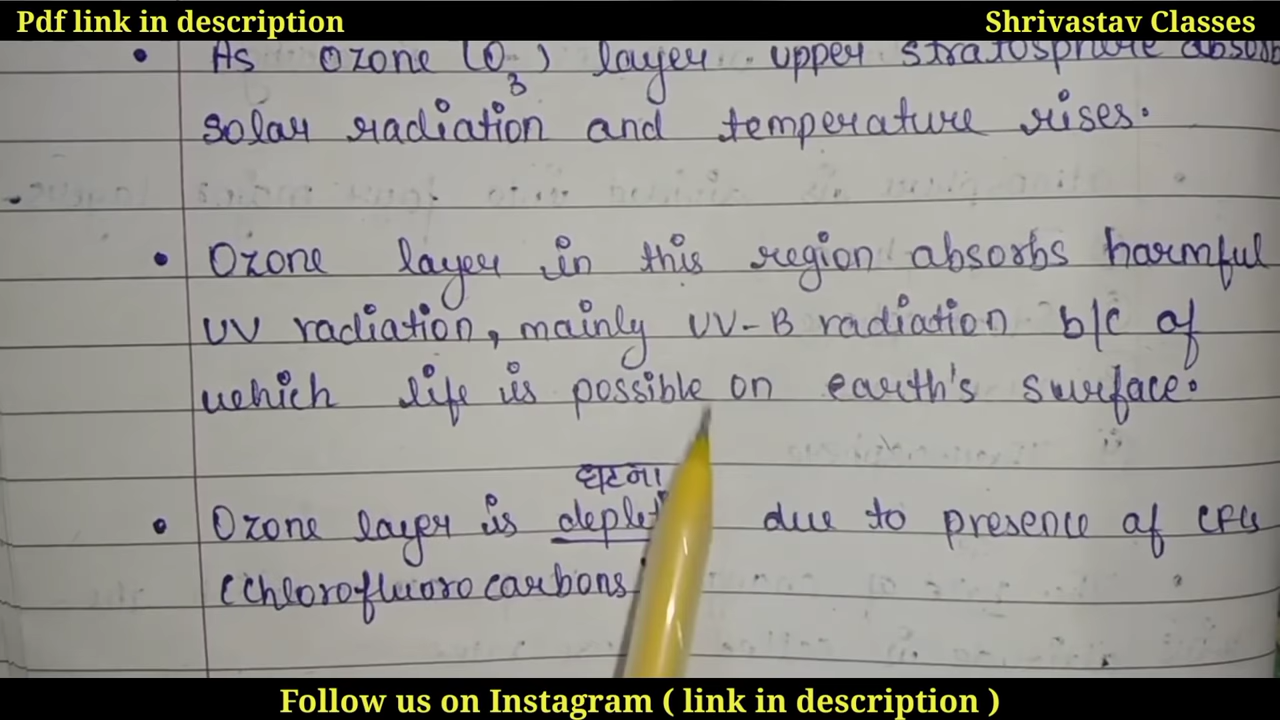 Pdf link in description
Shrivastav Classes
• As Ozone (O3) layer upper stratosphere
solar radiation and temperature rises.
• Ozone layer in this region absorbs harmful
UV radiation, mainly UV-B radiation b/c of
which life is possible on earth's surface.
घटना
• Ozone layer is due to presence of CFCs
(Chlorofluorocarbons
Follow us on Instagram ( link in description )